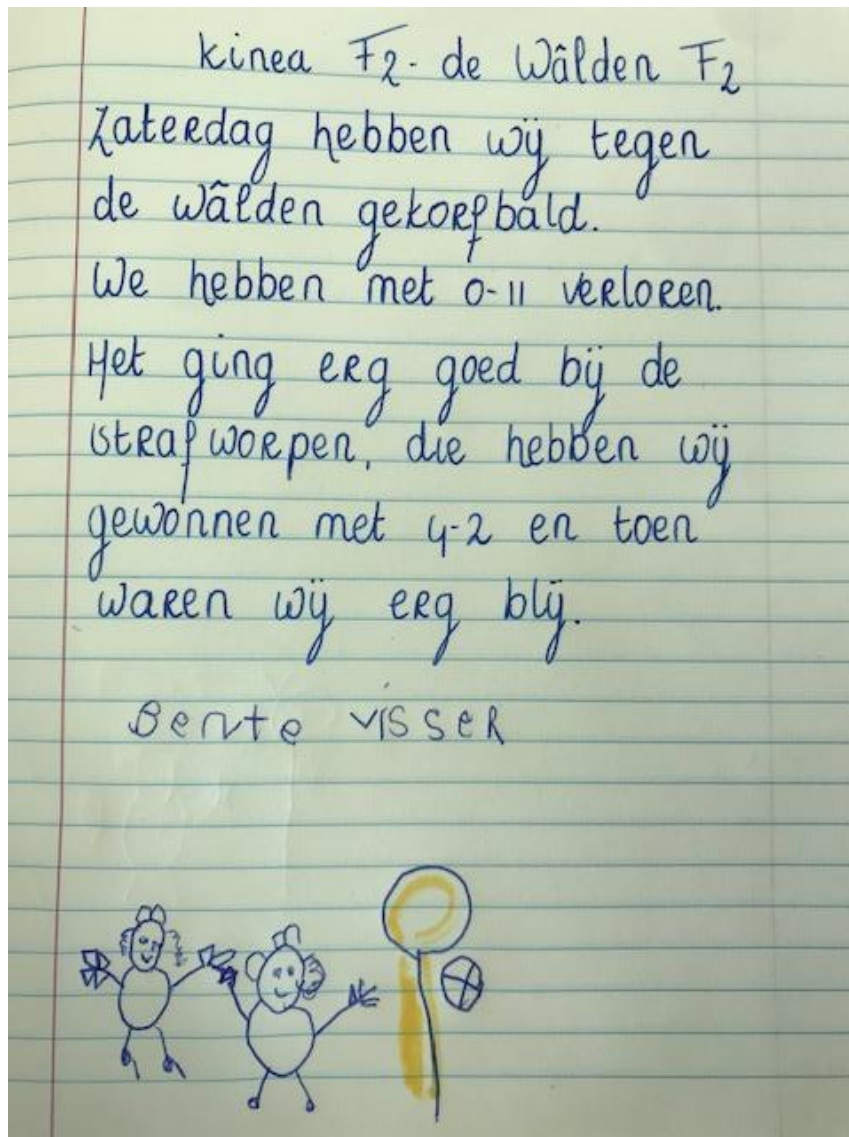 Kinea F2 - de Wâlden F2
Zaterdag hebben wij tegen
de wâlden gekorfbald.
We hebben met 0-11 verloren.
Het ging erg goed bij de
strafworpen, die hebben wij
gewonnen met 4-2 en toen
waren wij erg blij.
Bente Visser